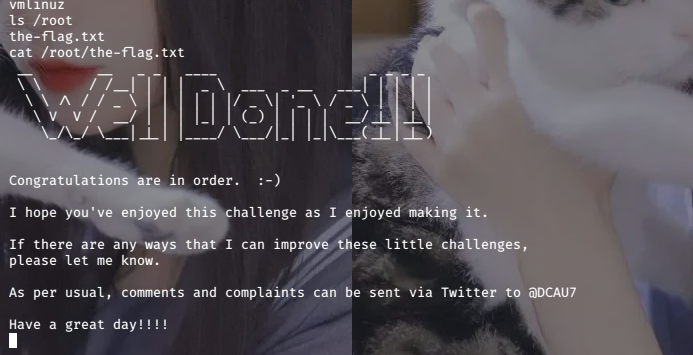 vmlinuz
ls /root
the-flag.txt
cat /root/the-flag.txt
Well Done!!!
Congratulations are in order.  :-)
I hope you've enjoyed this challenge as I enjoyed making it.
If there are any ways that I can improve these little challenges,
please let me know.
As per usual, comments and complaints can be sent via Twitter to @DCAU7
Have a great day!!!!